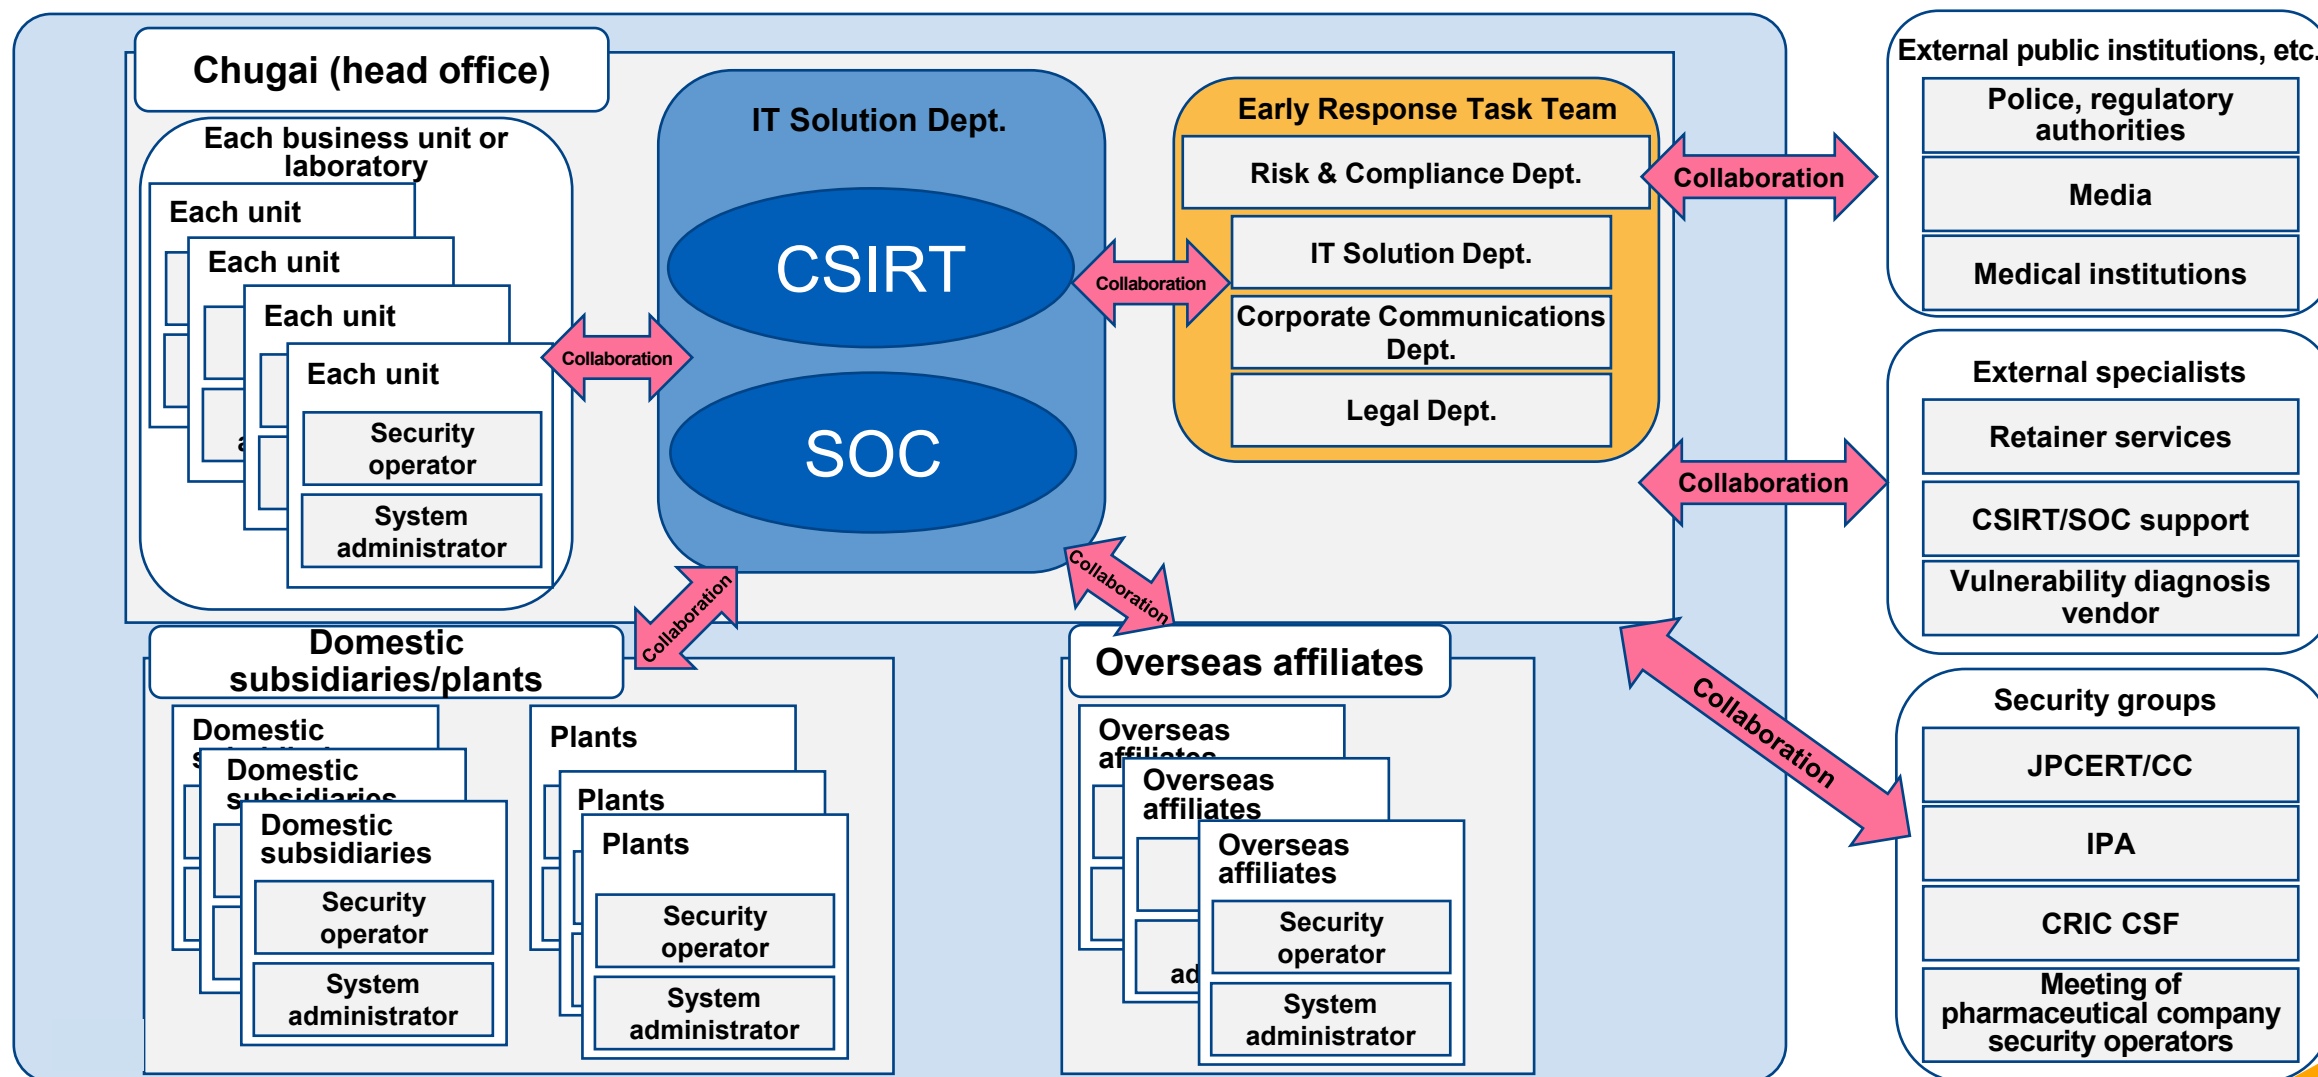 Chugai (head office)
Each business unit or
laboratory
Each unit
Each unit
Each unit
Each unit
Security
operator
System
administrator
Collaboration
IT Solution Dept.
CSIRT
SOC
Collaboration
Early Response Task Team
Risk & Compliance Dept.
IT Solution Dept.
Corporate Communications
Dept.
Legal Dept.
Collaboration
Collaboration
Collaboration
Collaboration
Collaboration
Domestic
subsidiaries/plants
Domestic
Domestic
subsidiaries
Domestic
subsidiaries
Security
operator
System
administrator
Plants
Plants
Plants
Security
operator
System
administrator
Overseas affiliates
Overseas
affiliates
Overseas
affiliates
Overseas
affiliates
Security
operator
System
administrator
External public institutions, etc.
Police, regulatory
authorities
Media
Medical institutions
External specialists
Retainer services
CSIRT/SOC support
Vulnerability diagnosis
vendor
Security groups
JPCERT/CC
IPA
CRIC CSF
Meeting of
pharmaceutical company
security operators